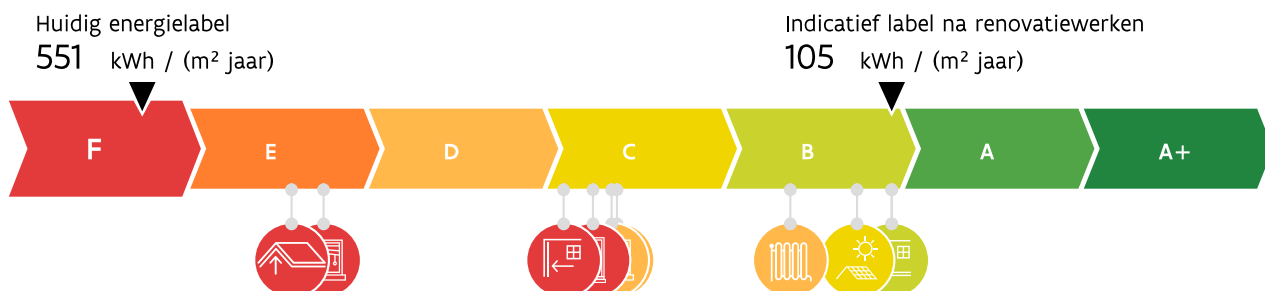 Huidig energielabel
551 kWh / (m² jaar)
Indicatief label na renovatiewerken
105 kWh / (m² jaar)
F E D C B A A+